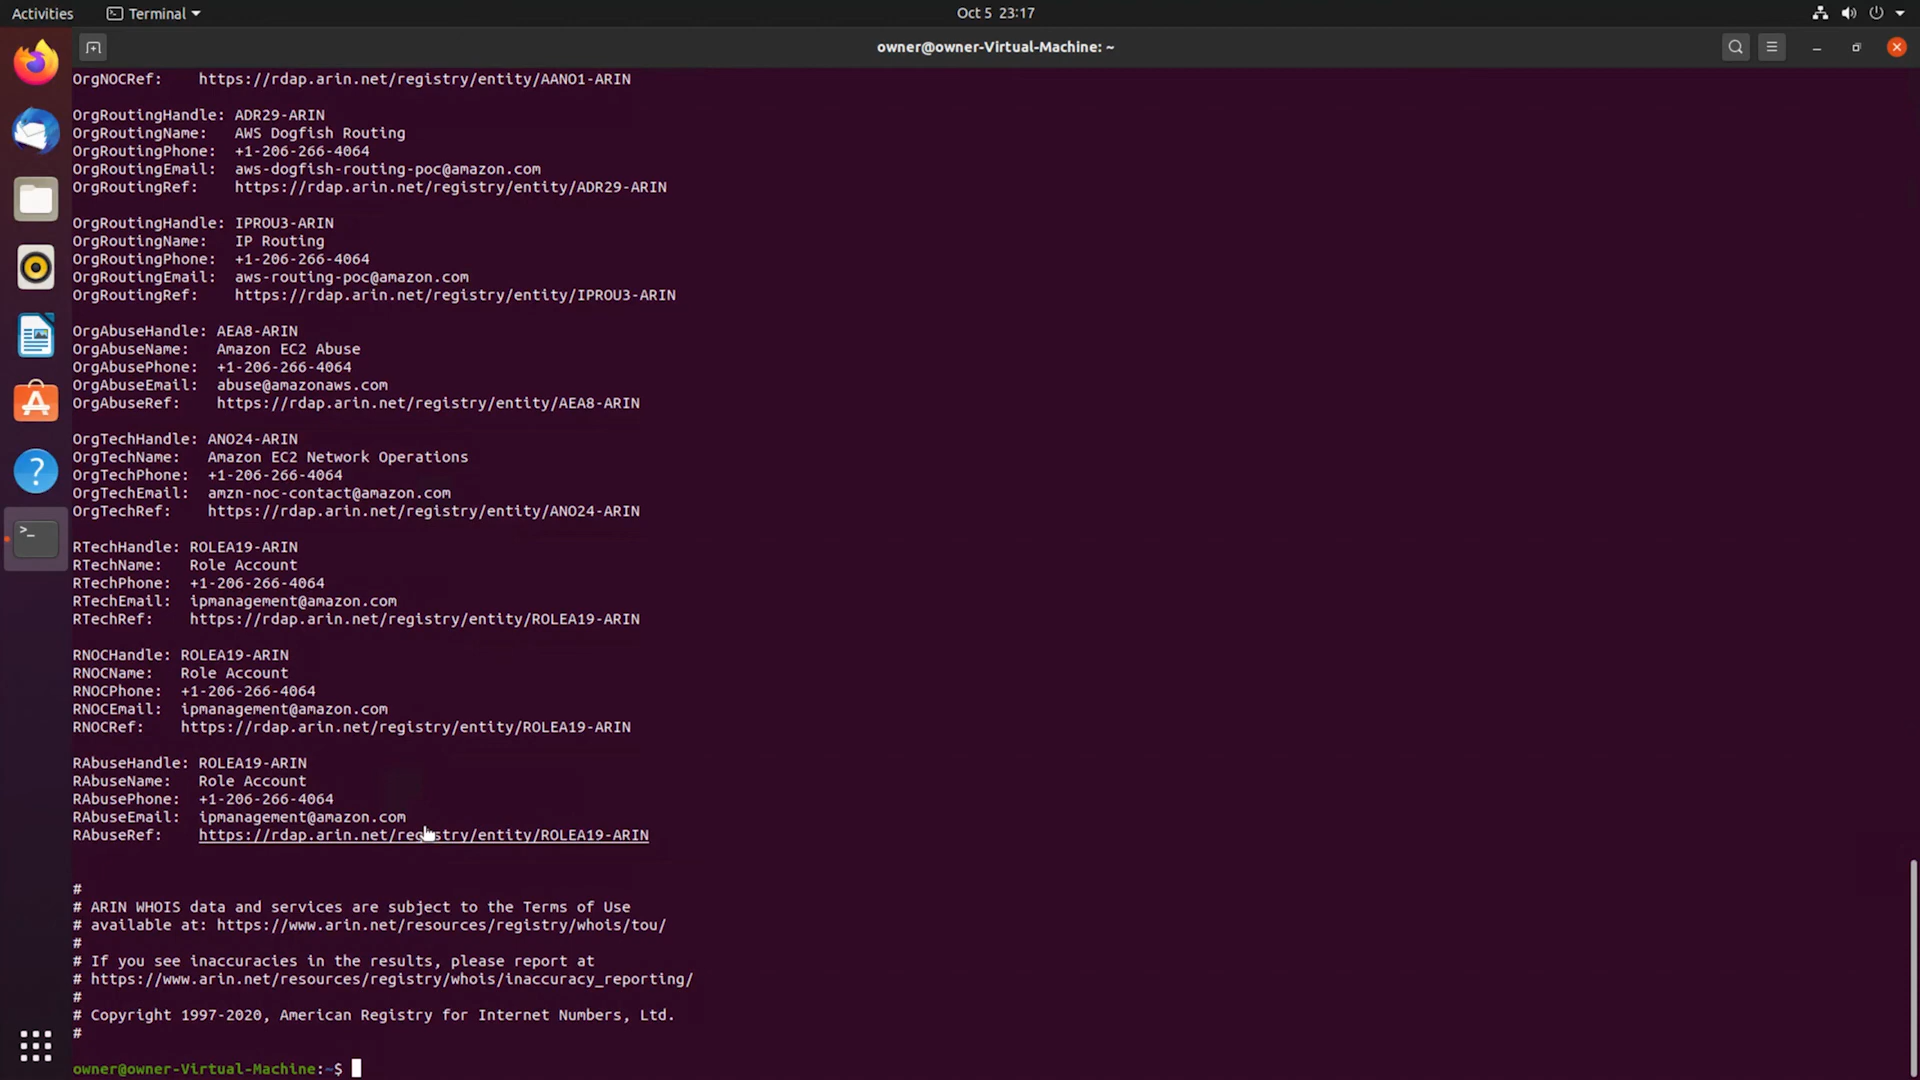 Activities
Terminal
Oct 5 23:17
owner@owner-Virtual-Machine: ~
OrgNOCRef:    https://rdap.arin.net/registry/entity/AANO1-ARIN
OrgRoutingHandle: ADR29-ARIN
OrgRoutingName:   AWS Dogfish Routing
OrgRoutingPhone:  +1-206-266-4064
OrgRoutingEmail:  aws-dogfish-routing-poc@amazon.com
OrgRoutingRef:    https://rdap.arin.net/registry/entity/ADR29-ARIN
OrgRoutingHandle: IPROU3-ARIN
OrgRoutingName:   IP Routing
OrgRoutingPhone:  +1-206-266-4064
OrgRoutingEmail:  aws-routing-poc@amazon.com
OrgRoutingRef:    https://rdap.arin.net/registry/entity/IPROU3-ARIN
OrgAbuseHandle: AEA8-ARIN
OrgAbuseName:   Amazon EC2 Abuse
OrgAbusePhone:  +1-206-266-4064
OrgAbuseEmail:  abuse@amazonaws.com
OrgAbuseRef:    https://rdap.arin.net/registry/entity/AEA8-ARIN
OrgTechHandle: ANO24-ARIN
OrgTechName:   Amazon EC2 Network Operations
OrgTechPhone:  +1-206-266-4064
OrgTechEmail:  amzn-noc-contact@amazon.com
OrgTechRef:    https://rdap.arin.net/registry/entity/ANO24-ARIN
RTechHandle: ROLEA19-ARIN
RTechName:   Role Account
RTechPhone:  +1-206-266-4064
RTechEmail:  ipmanagement@amazon.com
RTechRef:    https://rdap.arin.net/registry/entity/ROLEA19-ARIN
RNOCHandle: ROLEA19-ARIN
RNOCName:   Role Account
RNOCPhone:  +1-206-266-4064
RNOCEmail:  ipmanagement@amazon.com
RNOCRef:    https://rdap.arin.net/registry/entity/ROLEA19-ARIN
RAbuseHandle: ROLEA19-ARIN
RAbuseName:   Role Account
RAbusePhone:  +1-206-266-4064
RAbuseEmail:  ipmanagement@amazon.com
RAbuseRef:    https://rdap.arin.net/registry/entity/ROLEA19-ARIN
#
# ARIN WHOIS data and services are subject to the Terms of Use
# available at: https://www.arin.net/resources/registry/whois/tou/
#
# If you see inaccuracies in the results, please report at
# https://www.arin.net/resources/registry/whois/inaccuracy_reporting/
#
# Copyright 1997-2020, American Registry for Internet Numbers, Ltd.
#
owner@owner-Virtual-Machine:~$